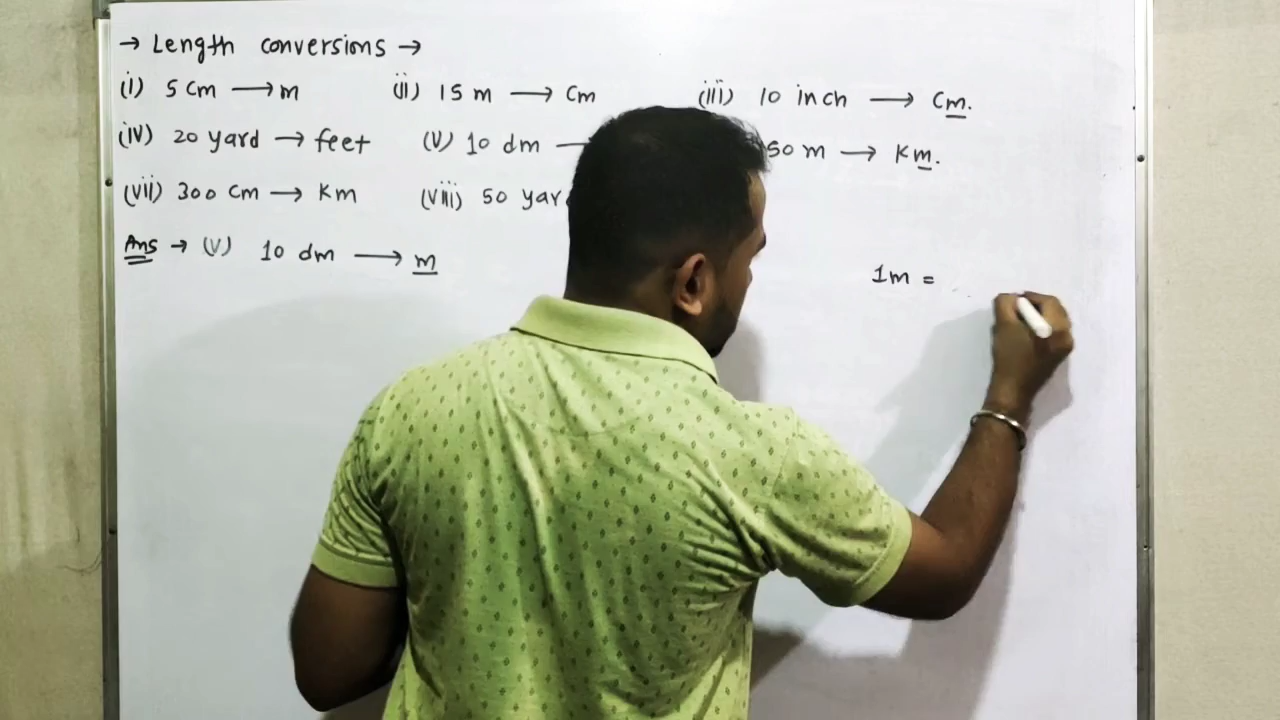 → Length conversions →
(i) 5 cm → m (ii) 15 m → cm (iii) 10 inch → cm.
(iv) 20 yard → feet (v) 10 dm → 50 m → km.
(vii) 300 cm → km (viii) 50
Ans → (v) 10 dm → m
1m =